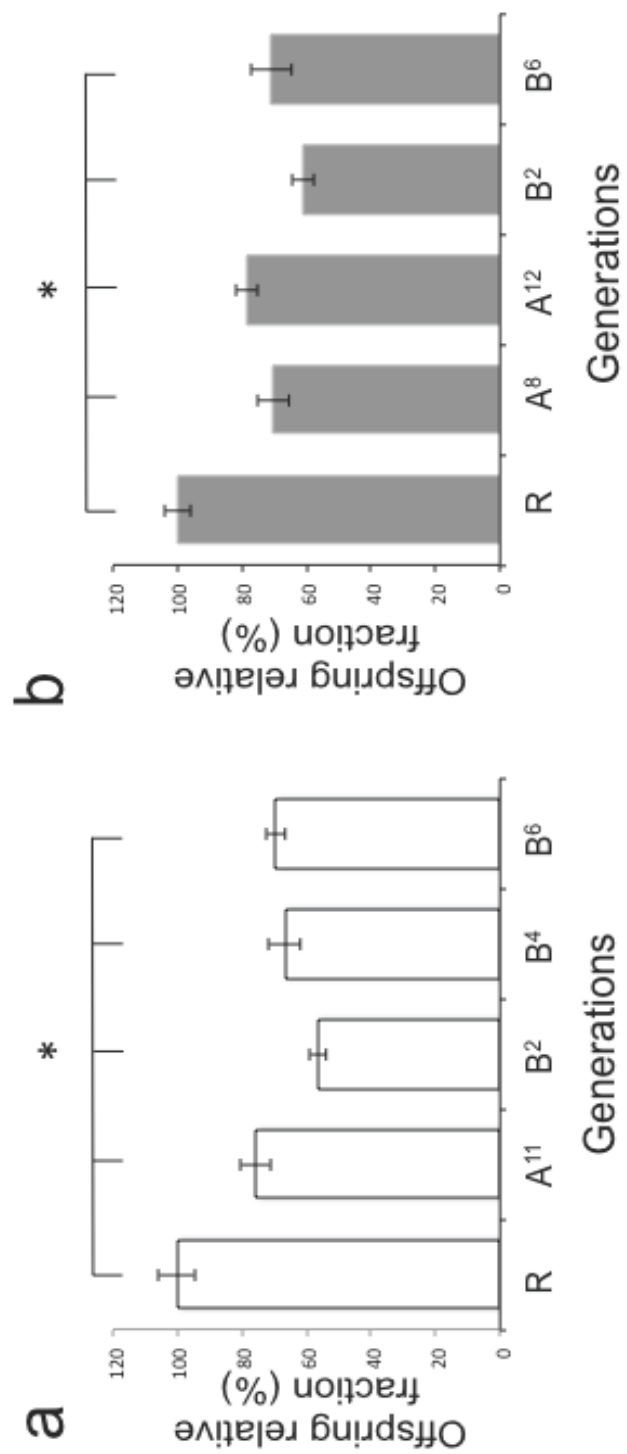 a
Offspring relative
fraction (%)
120
100
80
60
40
20
0
R A¹¹ B² B⁴ B⁶
Generations
*
b
Offspring relative
fraction (%)
120
100
80
60
40
20
0
R A⁸ A¹² B² B⁶
Generations
*